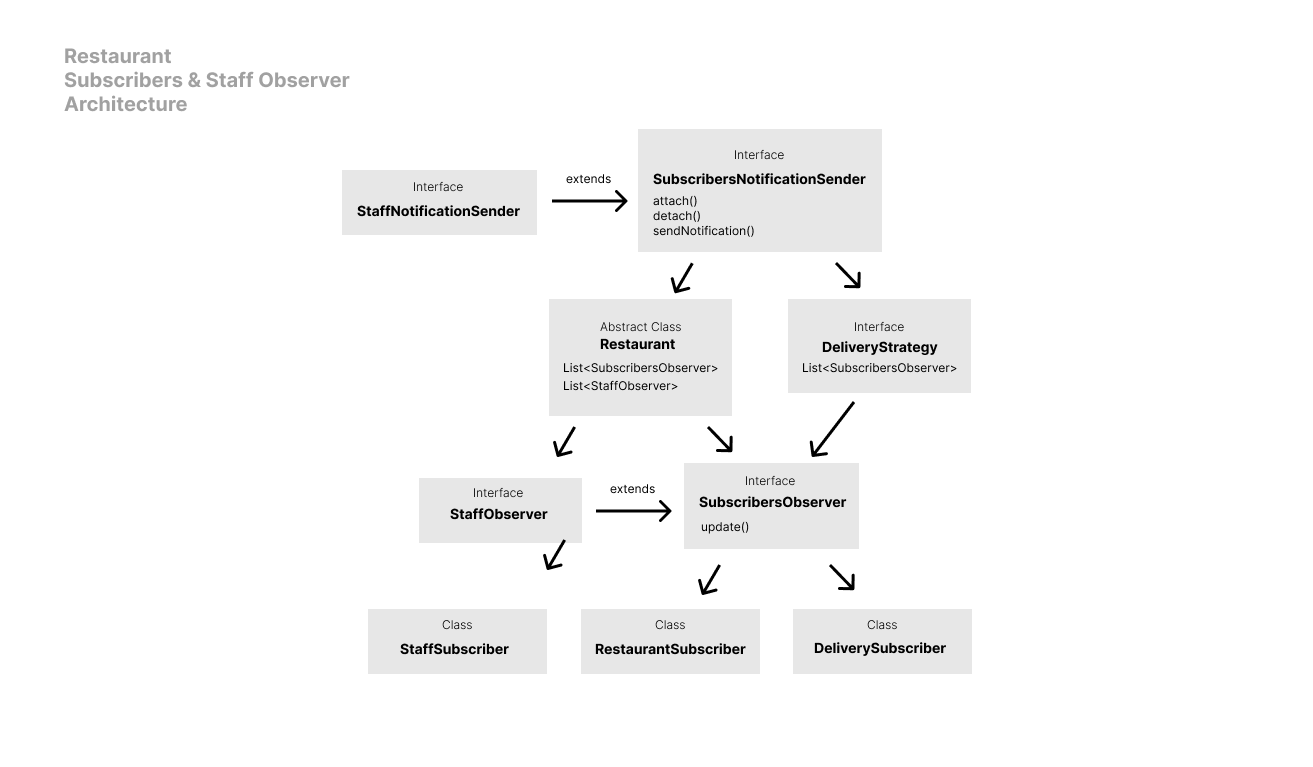 Restaurant
Subscribers & Staff Observer
Architecture
Interface
SubscribersNotificationSender
attach()
detach()
sendNotification()
Interface
StaffNotificationSender
extends
Abstract Class
Restaurant
List<SubscribersObserver>
List<StaffObserver>
Interface
DeliveryStrategy
List<SubscribersObserver>
Interface
StaffObserver
extends
Interface
SubscribersObserver
update()
Class
StaffSubscriber
Class
RestaurantSubscriber
Class
DeliverySubscriber